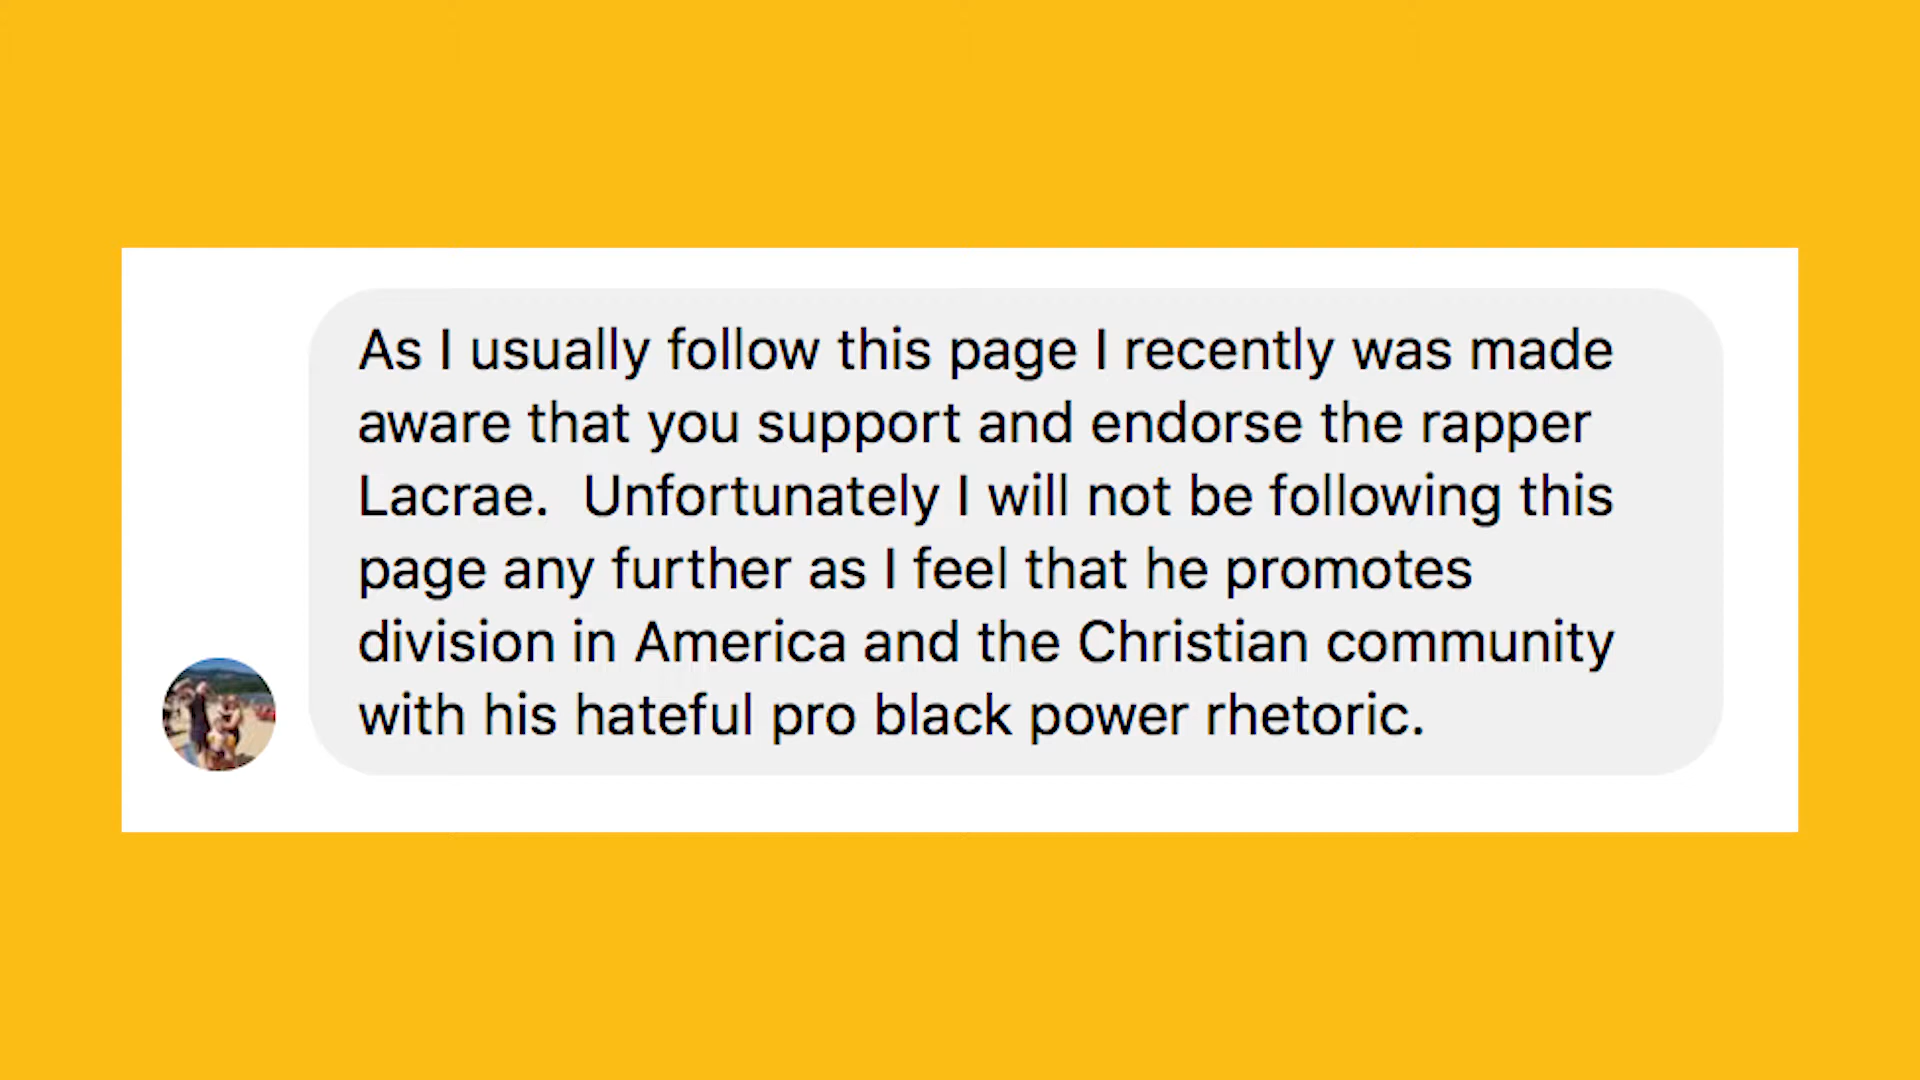 As I usually follow this page I recently was made
aware that you support and endorse the rapper
Lacrae.  Unfortunately I will not be following this
page any further as I feel that he promotes
division in America and the Christian community
with his hateful pro black power rhetoric.